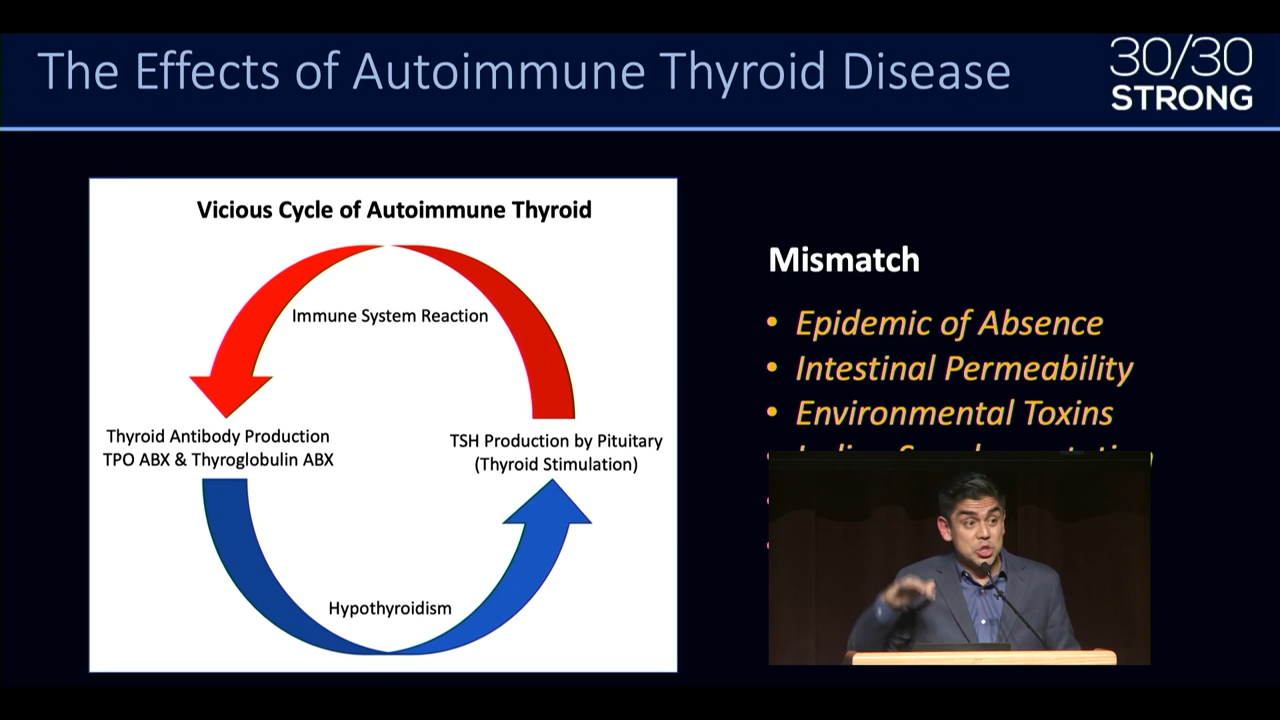 The Effects of Autoimmune Thyroid Disease
30/30
STRONG
Vicious Cycle of Autoimmune Thyroid
Immune System Reaction
Thyroid Antibody Production
TPO ABX & Thyroglobulin ABX
TSH Production by Pituitary
(Thyroid Stimulation)
Hypothyroidism
Mismatch
• Epidemic of Absence
• Intestinal Permeability
• Environmental Toxins